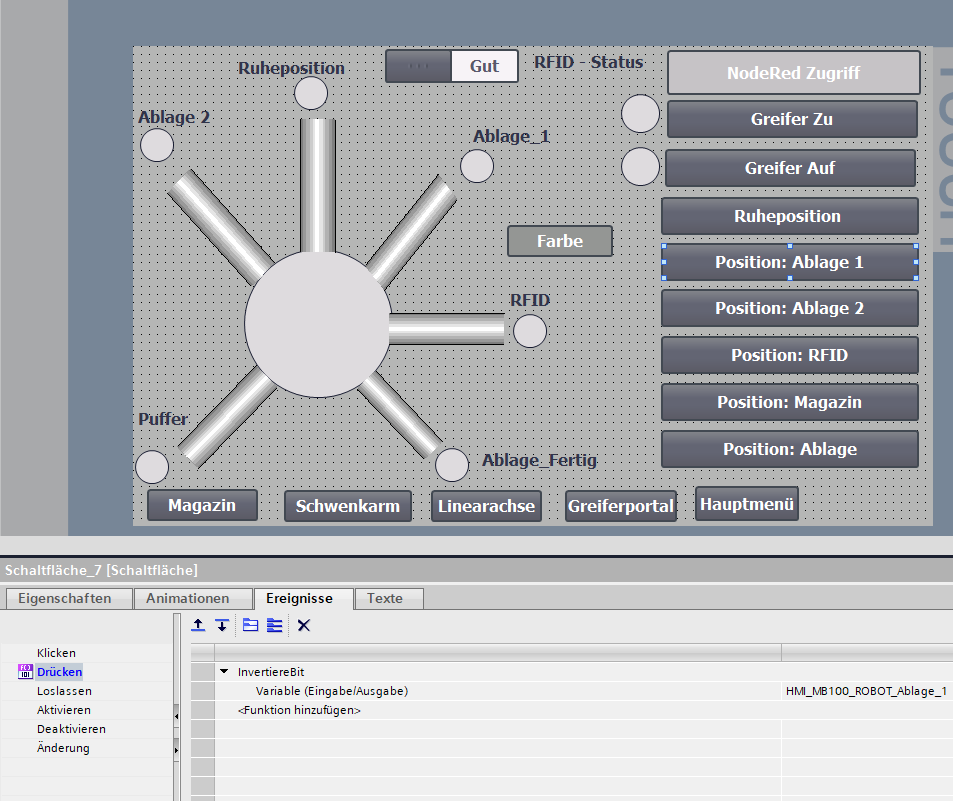 Ruheposition
Gut
RFID - Status
NodeRed Zugriff
Ablage 2
Greifer Zu
Ablage_1
Greifer Auf
Ruheposition
Farbe
Position: Ablage 1
RFID
Position: Ablage 2
Position: RFID
Position: Magazin
Puffer
Ablage_Fertig
Position: Ablage
Magazin
Schwenkarm
Linearachse
Greiferportal
Hauptmenü
Schaltfläche_7 [Schaltfläche]
Eigenschaften
Animationen
Ereignisse
Texte
Klicken
Drücken
Loslassen
Aktivieren
Deaktivieren
Änderung
InvertiereBit
Variable (Eingabe/Ausgabe)
HMI_MB100_ROBOT_Ablage_1
<Funktion hinzufügen>